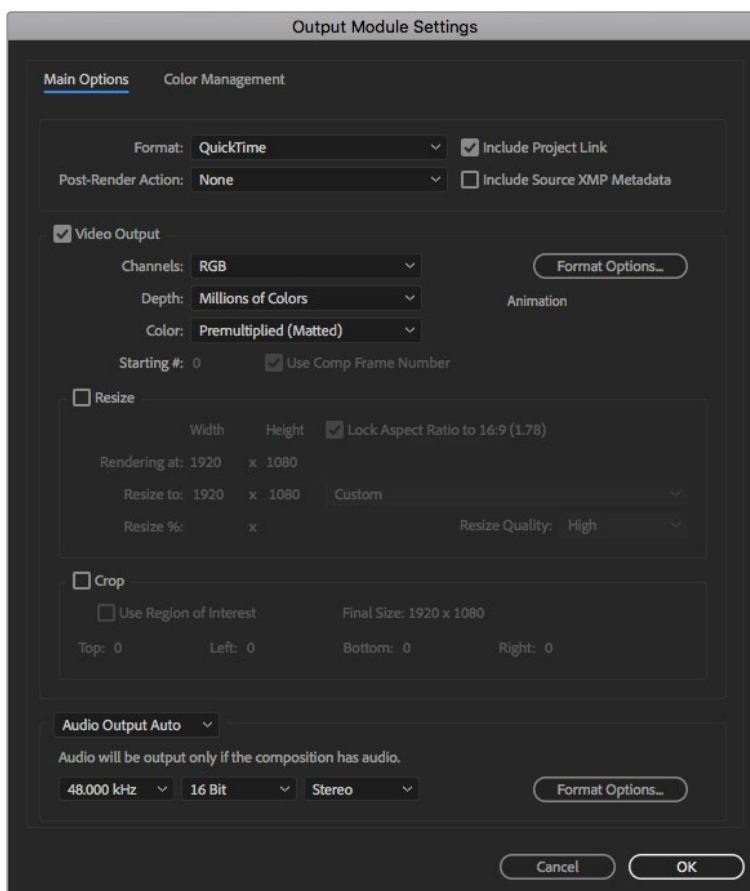 Output Module Settings
Main Options Color Management
Format: QuickTime Include Project Link
Post-Render Action: None Include Source XMP Metadata
Video Output
Channels: RGB Format Options...
Depth: Millions of Colors Animation
Color: Premultiplied (Matted)
Starting #: 0 Use Comp Frame Number
Resize
Width Height Lock Aspect Ratio to 16:9 (1.78)
Rendering at: 1920 x 1080
Resize to: 1920 x 1080 Custom
Resize %: x Resize Quality: High
Crop
Use Region of Interest Final Size: 1920 x 1080
Top: 0 Left: 0 Bottom: 0 Right: 0
Audio Output Auto
Audio will be output only if the composition has audio.
48.000 kHz 16 Bit Stereo Format Options...
Cancel OK